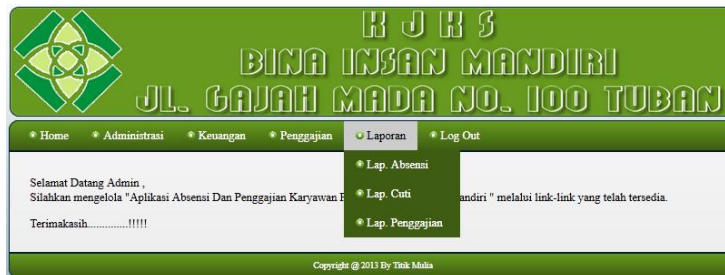 K J K S
BINA INSAN MANDIRI
JL. GAJAH MADA NO. 100 TUBAN
Home Administrasi Keuangan Penggajian Laporan Log Out
Lap. Absensi
Lap. Cuti
Lap. Penggajian
Selamat Datang Admin ,
Silahkan mengelola "Aplikasi Absensi Dan Penggajian Karyawan andiri " melalui link-link yang telah tersedia.
Terimakasih.............!!!!!
Copyright @ 2013 By Titik Mulia